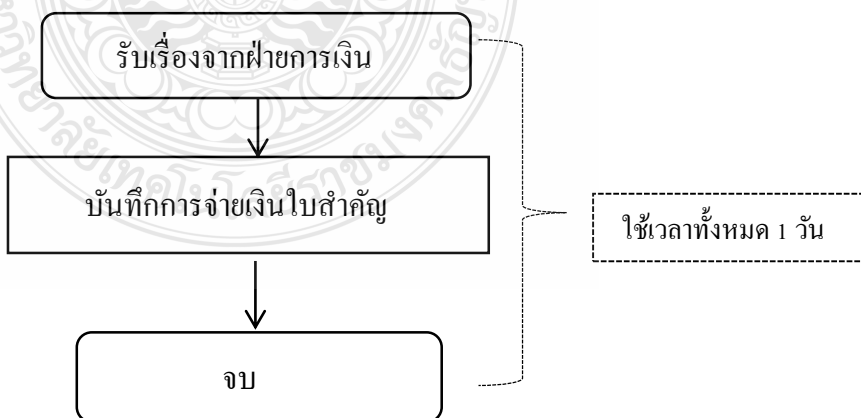 รับเรื่องจากฝ่ายการเงิน
บันทึกการจ่ายเงินใบสำคัญ
ใช้เวลาทั้งหมด 1 วัน
จบ